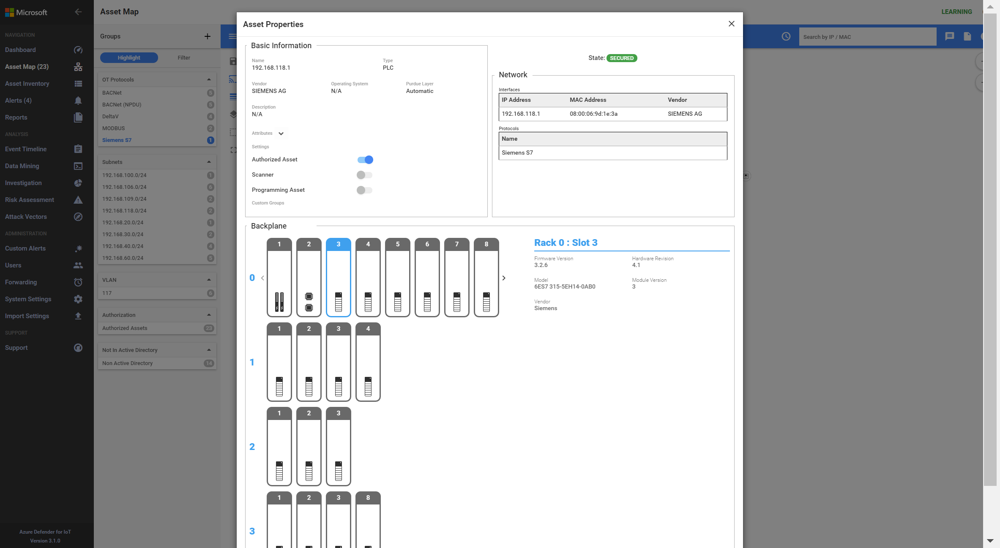 Microsoft
NAVIGATION
Dashboard
Asset Map (23)
Asset Inventory
Alerts (4)
Reports
ANALYSIS
Event Timeline
Data Mining
Investigation
Risk Assessment
Attack Vectors
ADMINISTRATION
Custom Alerts
Users
Forwarding
System Settings
Import Settings
SUPPORT
Support
Azure Defender for IoT
Version 3.1.0
Asset Map
LEARNING
Groups
Highlight Filter
OT Protocols
BACNet 5
BACNet (NPDU) 5
DeltaV 4
MODBUS 2
Siemens S7 1
Subnets
192.168.100.0/24 1
192.168.106.0/24 6
192.168.109.0/24 2
192.168.118.0/24 2
192.168.20.0/24 1
192.168.30.0/24 2
192.168.40.0/24 4
192.168.60.0/24 5
VLAN
117 6
Authorization
Authorized Assets 23
Not In Active Directory
Non Active Directory 14
Search by IP / MAC
Asset Properties
Basic Information
Name Type
192.168.118.1 PLC
Vendor Operating System Purdue Layer
SIEMENS AG N/A Automatic
Description
N/A
Attributes
Settings
Authorized Asset
Scanner
Programming Asset
Custom Groups
State: SECURED
Network
Interfaces
IP Address MAC Address Vendor
192.168.118.1 08:00:06:9d:1e:3a SIEMENS AG
Protocols
Name
Siemens S7
Backplane
1 2 3 4 5 6 7 8
0
1 2 3 4
1
1 2 3
2
1 2 3 8
3
Rack 0 : Slot 3
Firmware Version Hardware Revision
3.2.6 4.1
Model Module Version
6ES7 315-5EH14-0AB0 3
Vendor
Siemens